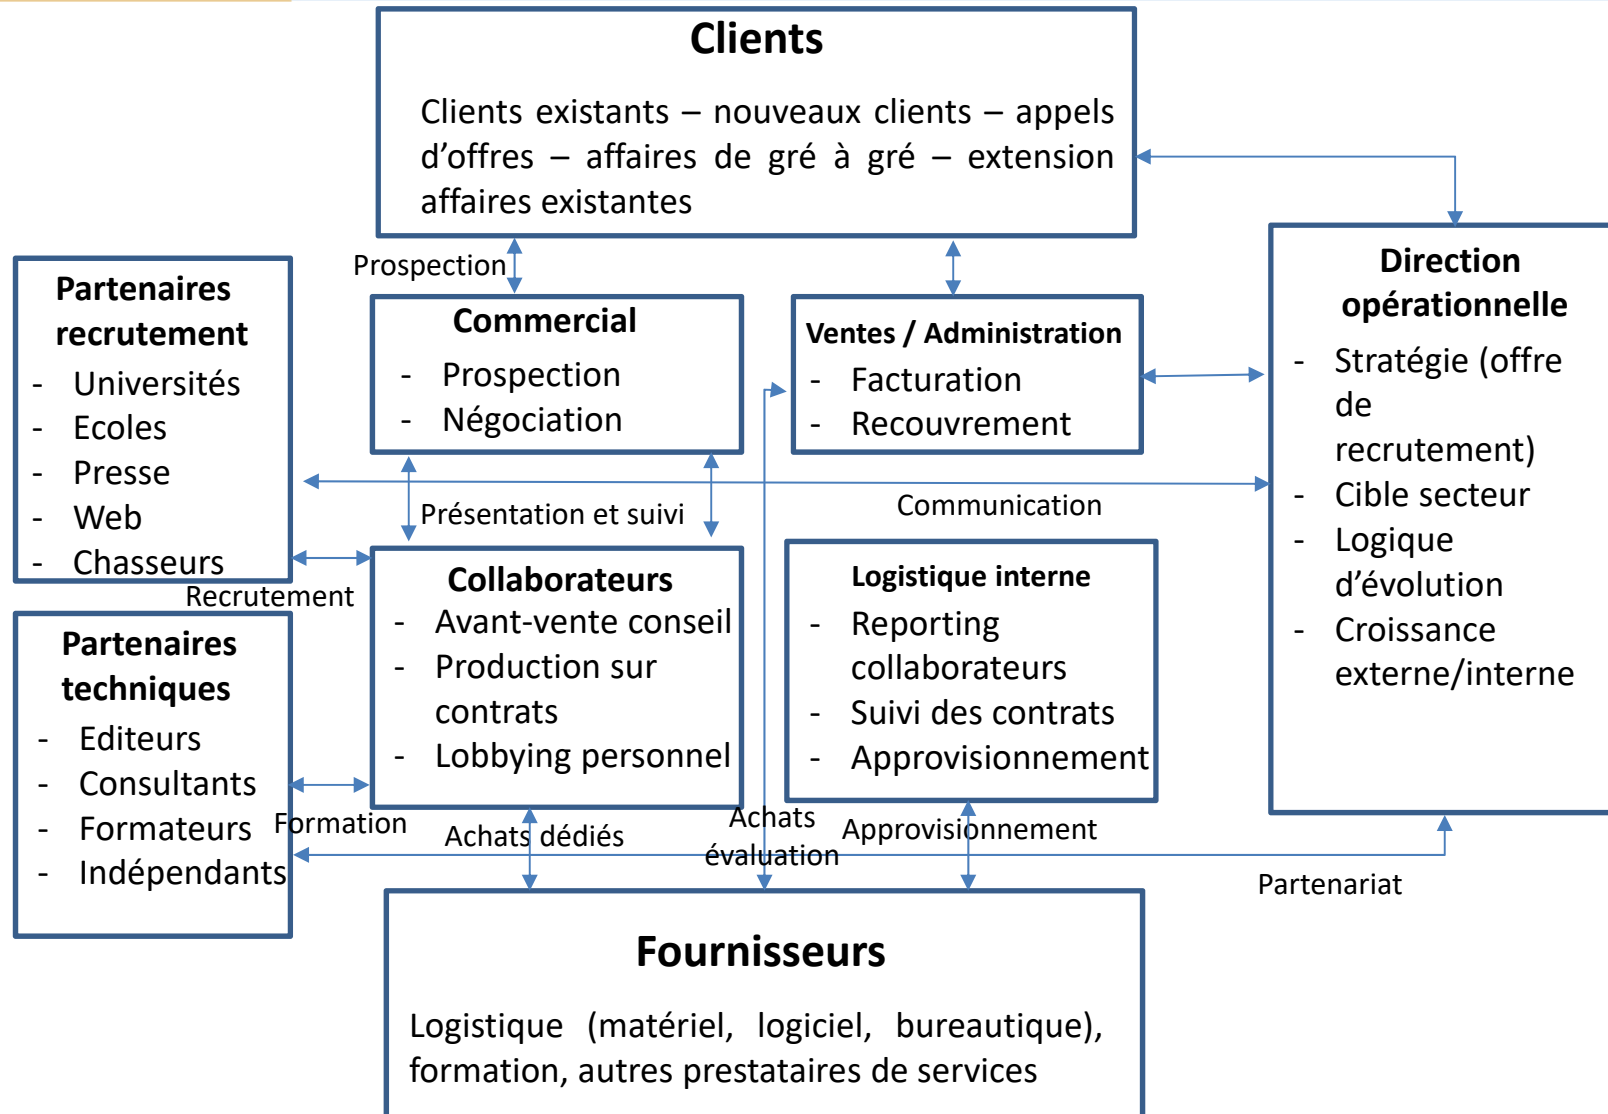 Clients
Clients existants – nouveaux clients – appels
d’offres – affaires de gré à gré – extension
affaires existantes
Prospection
Partenaires
recrutement
- Universités
- Ecoles
- Presse
- Web
- Chasseurs
Commercial
- Prospection
- Négociation
Ventes / Administration
- Facturation
- Recouvrement
Direction
opérationnelle
- Stratégie (offre
de
recrutement)
- Cible secteur
- Logique
d’évolution
- Croissance
externe/interne
Présentation et suivi
Communication
Recrutement
Partenaires
techniques
- Editeurs
- Consultants
- Formateurs
- Indépendants
Collaborateurs
- Avant-vente conseil
- Production sur
contrats
- Lobbying personnel
Logistique interne
- Reporting
collaborateurs
- Suivi des contrats
- Approvisionnement
Formation
Achats dédiés
Achats
évaluation
Approvisionnement
Partenariat
Fournisseurs
Logistique (matériel, logiciel, bureautique),
formation, autres prestataires de services